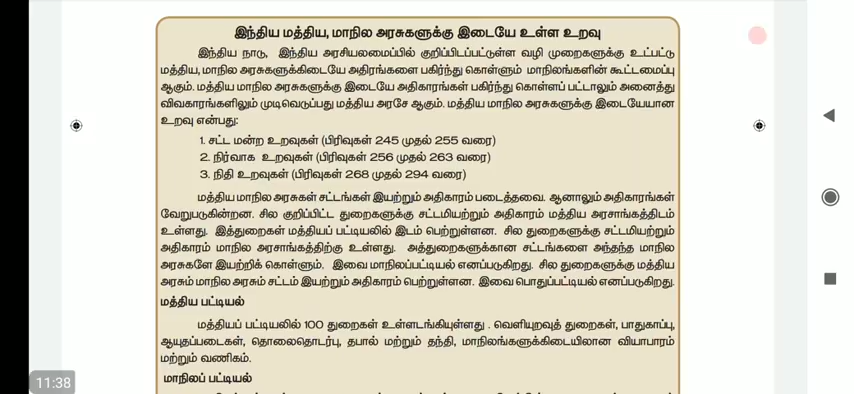 இந்திய மத்திய, மாநில அரசுகளுக்கு இடையே உள்ள உறவு
இந்திய நாடு, இந்திய அரசியலமைப்பில் குறிப்பிடப்பட்டுள்ள வழி முறைகளுக்கு உட்பட்டு
மத்திய, மாநில அரசுகளுக்கிடையே அதிரங்களை பகிர்ந்து கொள்ளும் மாநிலங்களின் கூட்டமைப்பு
ஆகும். மத்திய மாநில அரசுகளுக்கு இடையே அதிகாரங்கள் பகிர்ந்து கொள்ளப் பட்டாலும் அனைத்து
விவகாரங்களிலும் முடிவெடுப்பது மத்திய அரசே ஆகும். மத்திய மாநில அரசுகளுக்கு இடையேயான
உறவு என்பது:
1. சட்ட மன்ற உறவுகள் (பிரிவுகள் 245 முதல் 255 வரை)
2. நிர்வாக உறவுகள் (பிரிவுகள் 256 முதல் 263 வரை)
3. நிதி உறவுகள் (பிரிவுகள் 268 முதல் 294 வரை)
மத்திய மாநில அரசுகள் சட்டங்கள் இயற்றும் அதிகாரம் படைத்தவை. ஆனாலும் அதிகாரங்கள்
வேறுபடுகின்றன. சில குறிப்பிட்ட துறைகளுக்கு சட்டமியற்றும் அதிகாரம் மத்திய அரசாங்கத்திடம்
உள்ளது. இத்துறைகள் மத்தியப் பட்டியலில் இடம் பெற்றுள்ளன. சில துறைகளுக்கு சட்டமியற்றும்
அதிகாரம் மாநில அரசாங்கத்திற்கு உள்ளது. அத்துறைகளுக்கான சட்டங்களை அந்தந்த மாநில
அரசுகளே இயற்றிக் கொள்ளும். இவை மாநிலப்பட்டியல் எனப்படுகிறது. சில துறைகளுக்கு மத்திய
அரசும் மாநில அரசும் சட்டம் இயற்றும் அதிகாரம் பெற்றுள்ளன. இவை பொதுப்பட்டியல் எனப்படுகிறது.
மத்திய பட்டியல்
மத்தியப் பட்டியலில் 100 துறைகள் உள்ளடங்கியுள்ளது . வெளியுறவுத் துறைகள், பாதுகாப்பு,
ஆயுதப்படைகள், தொலைதொடர்பு, தபால் மற்றும் தந்தி, மாநிலங்களுக்கிடையிலான வியாபாரம்
மற்றும் வணிகம்.
மாநிலப் பட்டியல்
11:38